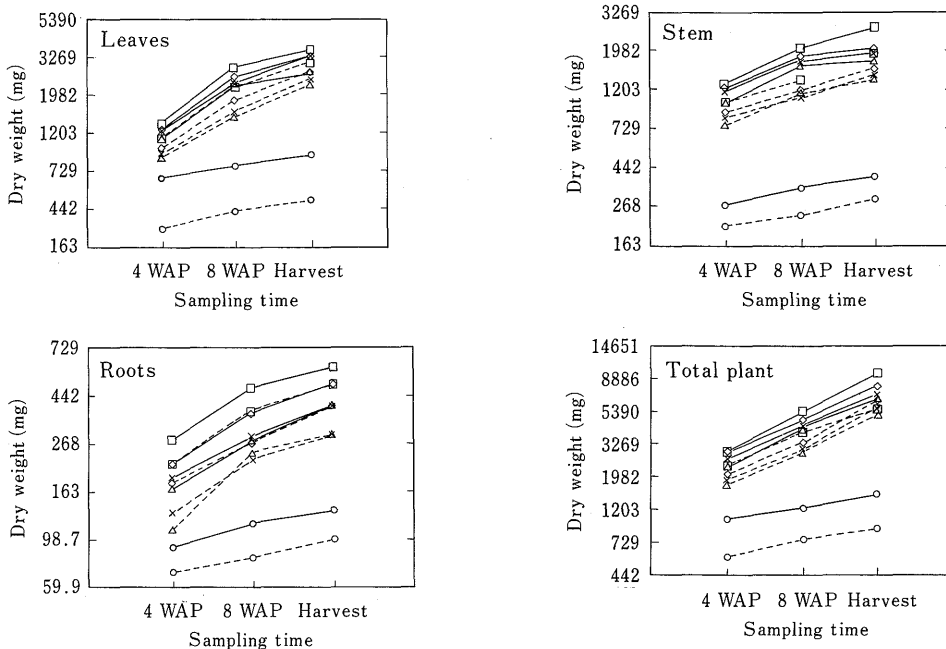 Leaves
Dry weight (mg)
5390
3269
1982
1203
729
442
163
4 WAP 8 WAP Harvest
Sampling time
Stem
Dry weight (mg)
3269
1982
1203
729
442
268
163
4 WAP 8 WAP Harvest
Sampling time
Roots
Dry weight (mg)
729
442
268
163
98.7
59.9
4 WAP 8 WAP Harvest
Sampling time
Total plant
Dry weight (mg)
14651
8886
5390
3269
1982
1203
729
442
4 WAP 8 WAP Harvest
Sampling time